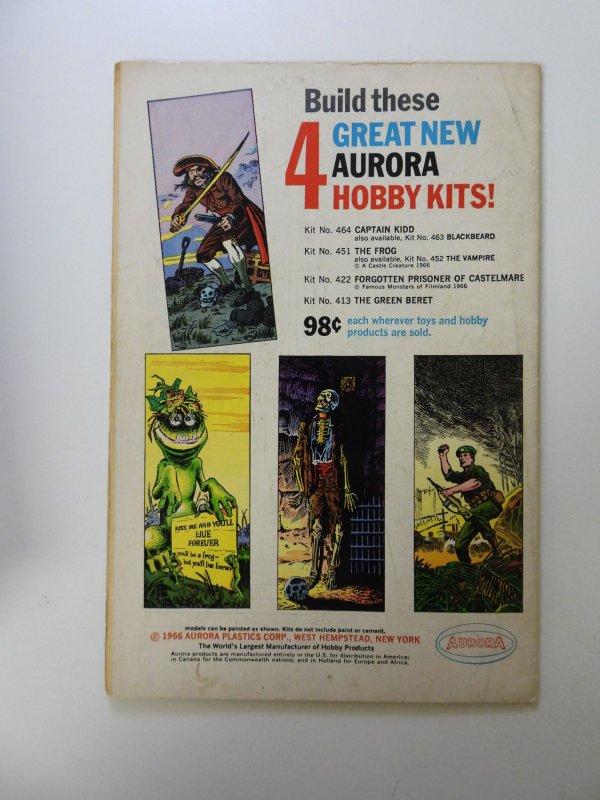 Build these
4 GREAT NEW
AURORA
HOBBY KITS!
Kit No. 464 CAPTAIN KIDD
also available, Kit No. 463 BLACKBEARD
Kit No. 451 THE FROG
also available, Kit No. 452 THE VAMPIRE
© A Castle Creature 1966
Kit No. 422 FORGOTTEN PRISONER OF CASTELMARE
© Famous Monsters of Filmland 1966
Kit No. 413 THE GREEN BERET
98¢ each wherever toys and hobby
products are sold.
KISS ME AND YOU'LL
LIVE
FOREVER
you'll be a frog—
but you'll live forever
models can be painted as shown. Kits do not include paint or cement.
© 1966 AURORA PLASTICS CORP., WEST HEMPSTEAD, NEW YORK
The World's Largest Manufacturer of Hobby Products
Aurora products are manufactured entirely in the U.S. for distribution in America;
in Canada for the Commonwealth nations; and in Holland for Europe and Africa.
AURORA